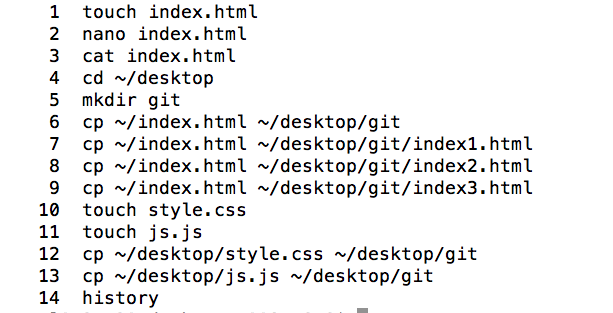 1 touch index.html
2 nano index.html
3 cat index.html
4 cd ~/desktop
5 mkdir git
6 cp ~/index.html ~/desktop/git
7 cp ~/index.html ~/desktop/git/index1.html
8 cp ~/index.html ~/desktop/git/index2.html
9 cp ~/index.html ~/desktop/git/index3.html
10 touch style.css
11 touch js.js
12 cp ~/desktop/style.css ~/desktop/git
13 cp ~/desktop/js.js ~/desktop/git
14 history